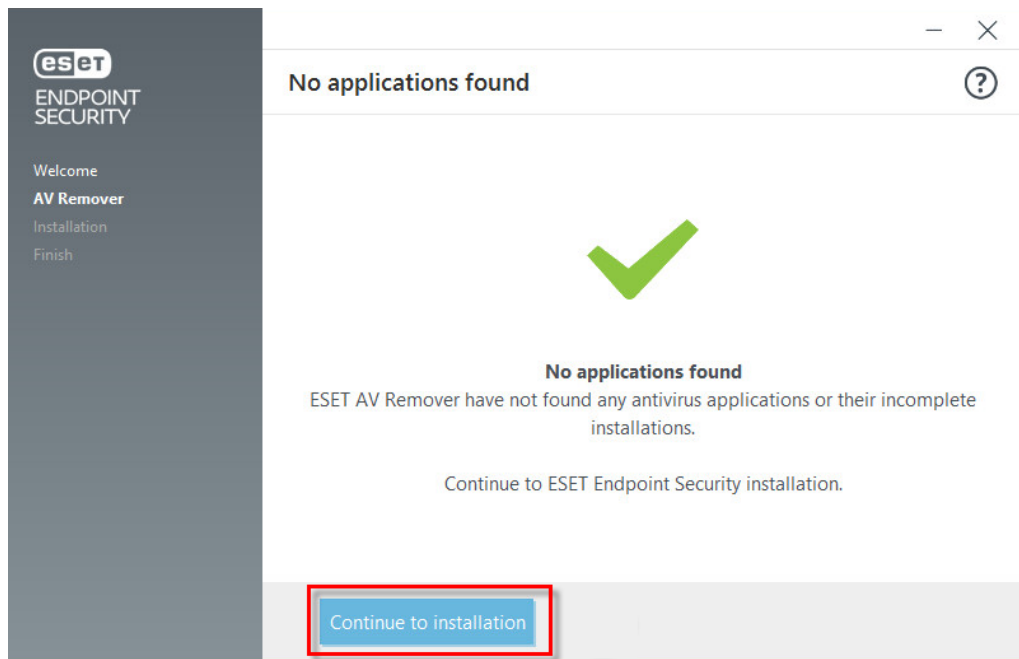 eset
ENDPOINT
SECURITY
Welcome
AV Remover
Installation
Finish
No applications found
?
No applications found
ESET AV Remover have not found any antivirus applications or their incomplete
installations.
Continue to ESET Endpoint Security installation.
Continue to installation